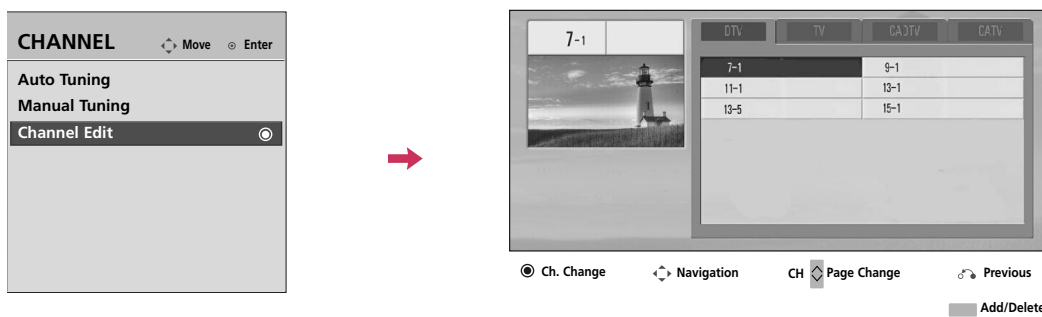 CHANNEL Move Enter
Auto Tuning
Manual Tuning
Channel Edit
7-1
DTV TV CADTV CATV
7-1 9-1
11-1 13-1
13-5 15-1
Ch. Change Navigation CH Page Change Previous
Add/Delete